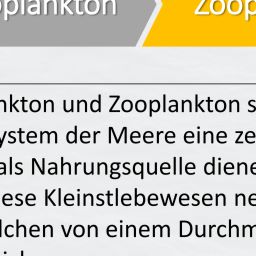 plankton Zoop
nkton und Zooplankton s
ystem der Meere eine ze
als Nahrungsquelle diene
ese Kleinstlebewesen ne
lchen von einem Durchm